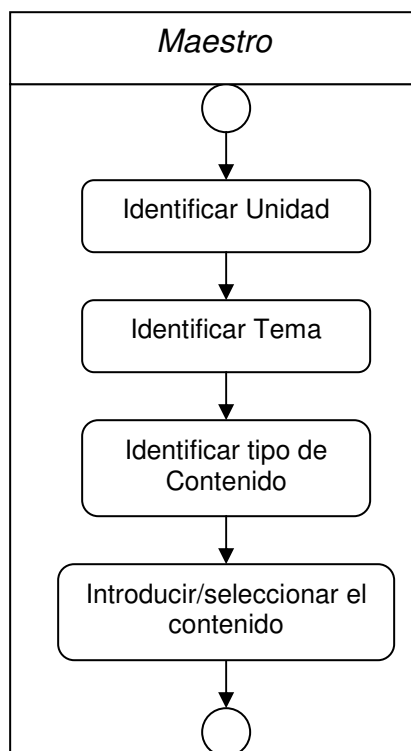 Maestro
Identificar Unidad
Identificar Tema
Identificar tipo de
Contenido
Introducir/seleccionar el
contenido